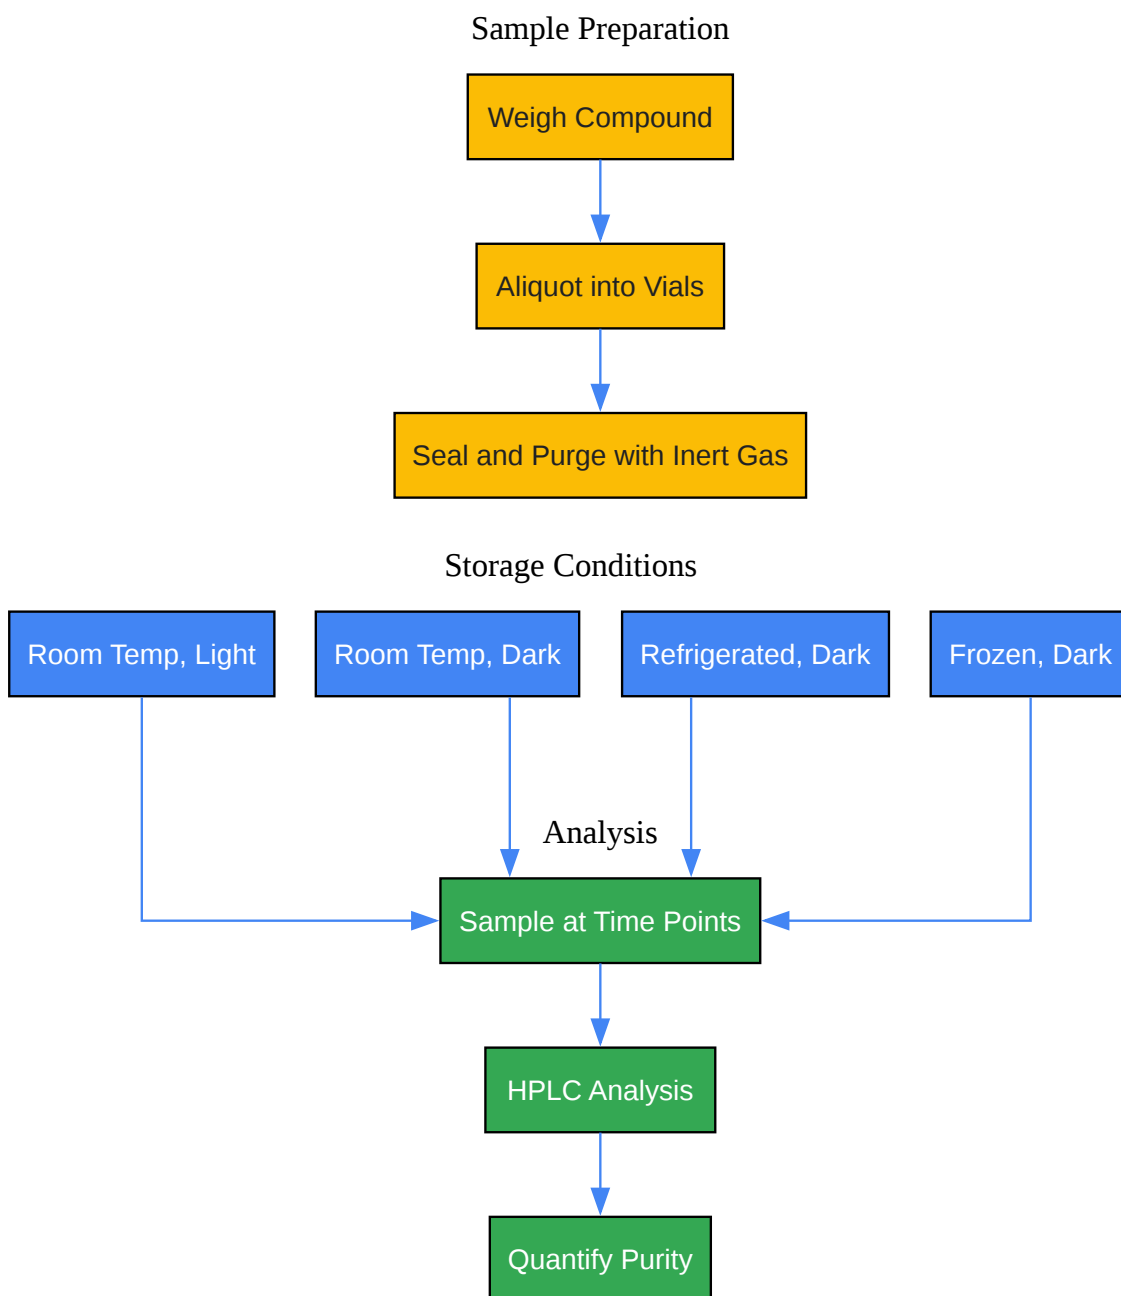 Sample Preparation
Weigh Compound
Aliquot into Vials
Seal and Purge with Inert Gas
Storage Conditions
Room Temp, Light
Room Temp, Dark
Refrigerated, Dark
Frozen, Dark
Analysis
Sample at Time Points
HPLC Analysis
Quantify Purity